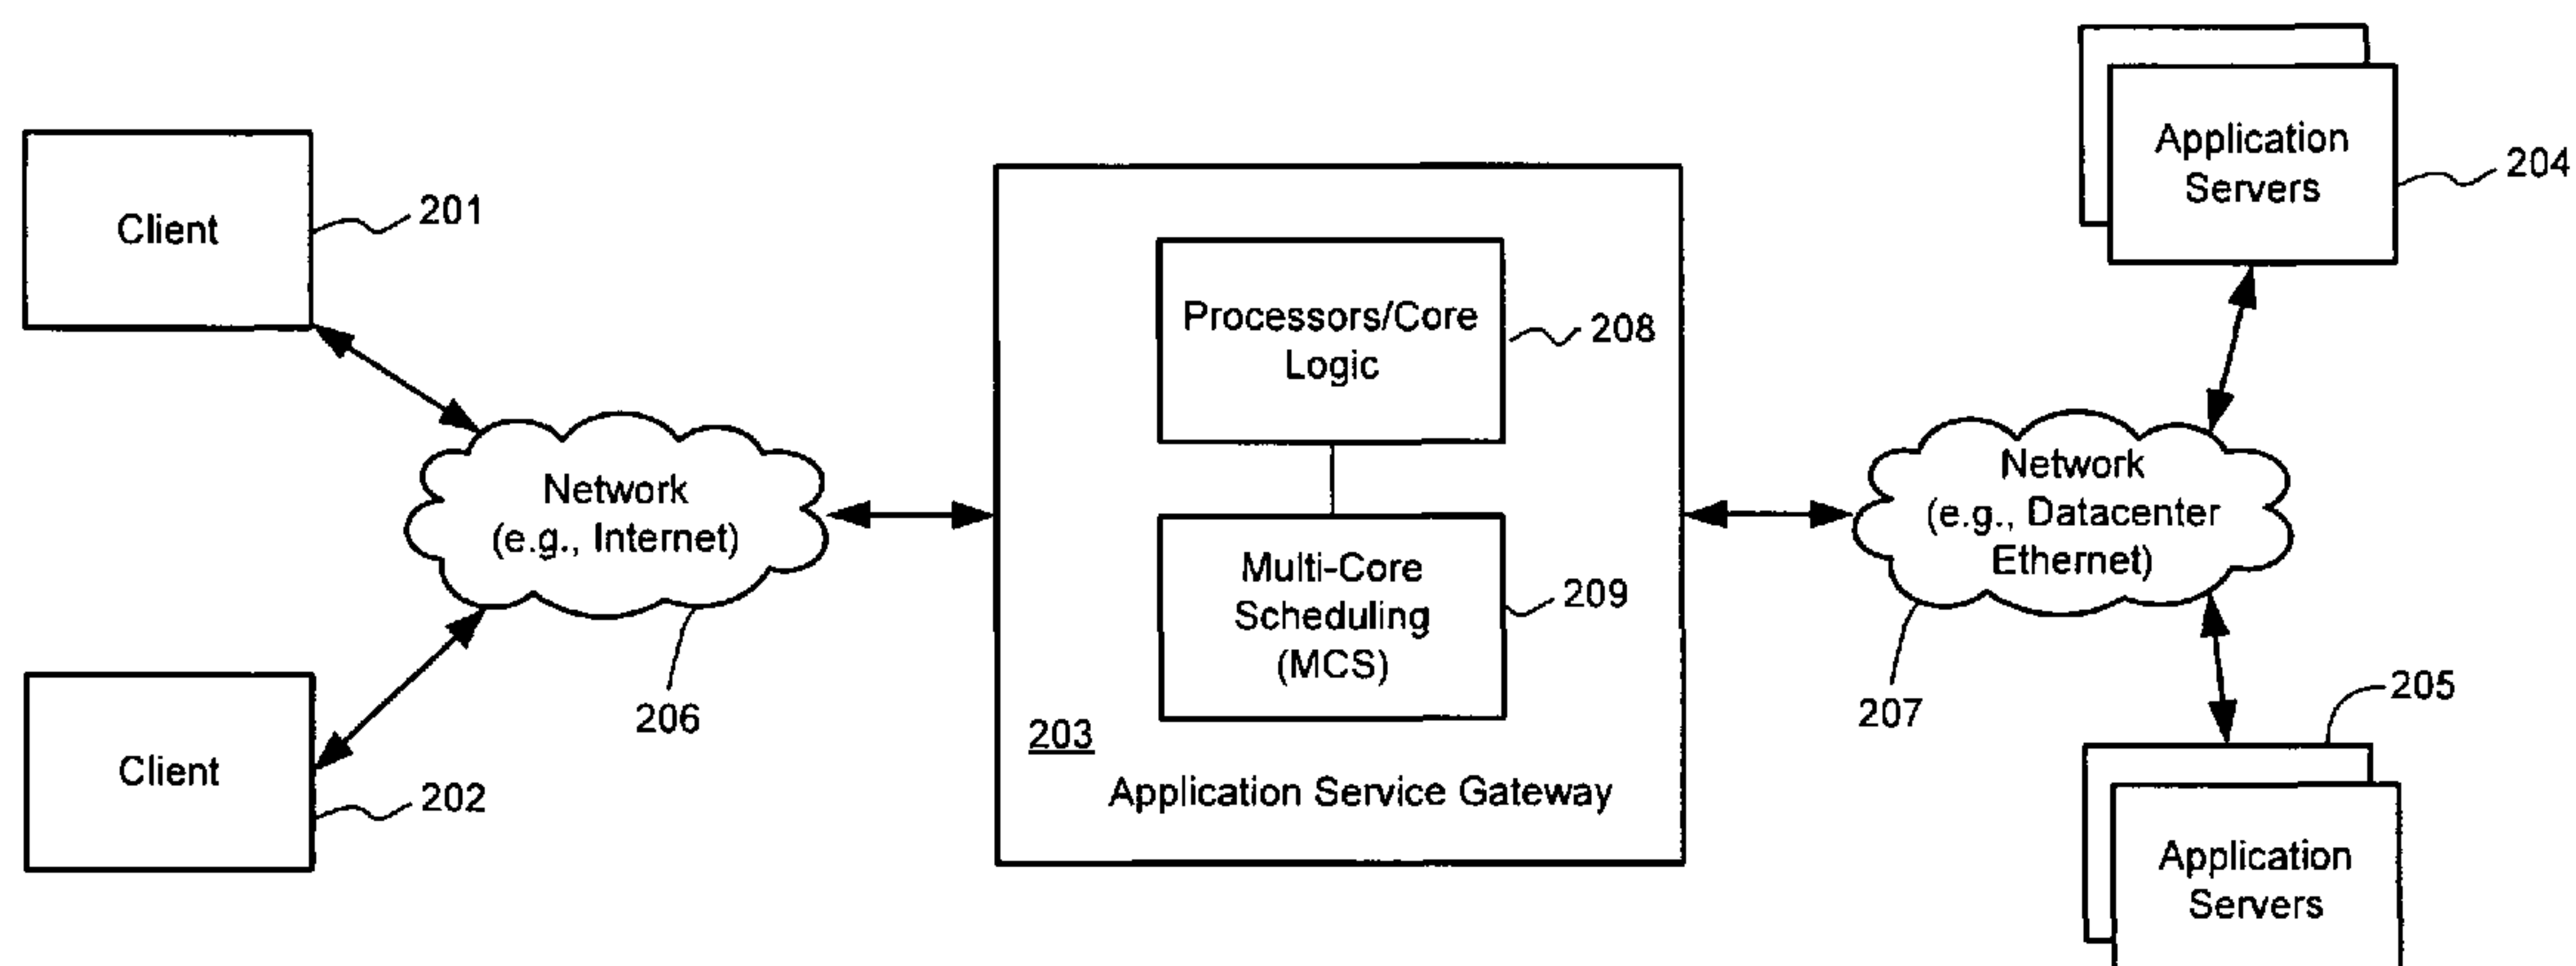 Client
201
Network
(e.g., Internet)
206
Client
202
Processors/Core
Logic
208
Multi-Core
Scheduling
(MCS)
209
203
Application Service Gateway
Application
Servers
204
Network
(e.g., Datacenter
Ethernet)
207
205
Application
Servers